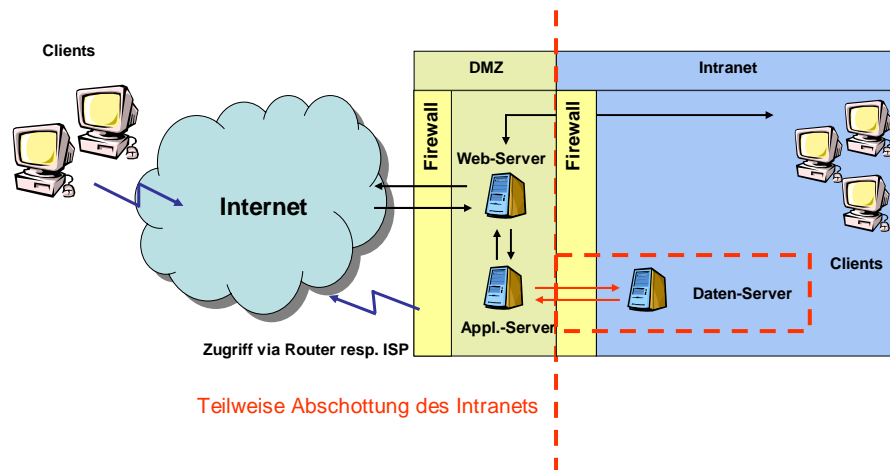 Clients
DMZ
Intranet
Firewall
Firewall
Web-Server
Internet
Clients
Daten-Server
Appl.-Server
Zugriff via Router resp. ISP
Teilweise Abschottung des Intranets